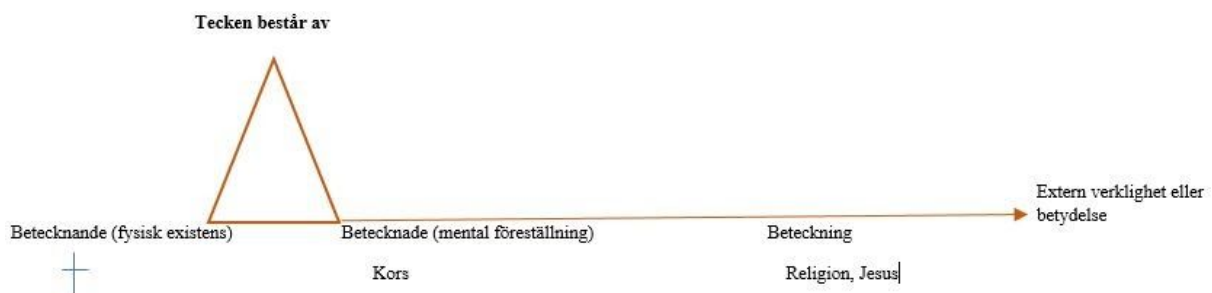 Tecken består av
Extern verklighet eller
betydelse
Betecknande (fysisk existens)
Betecknade (mental föreställning)
Beteckning
Kors
Religion, Jesus